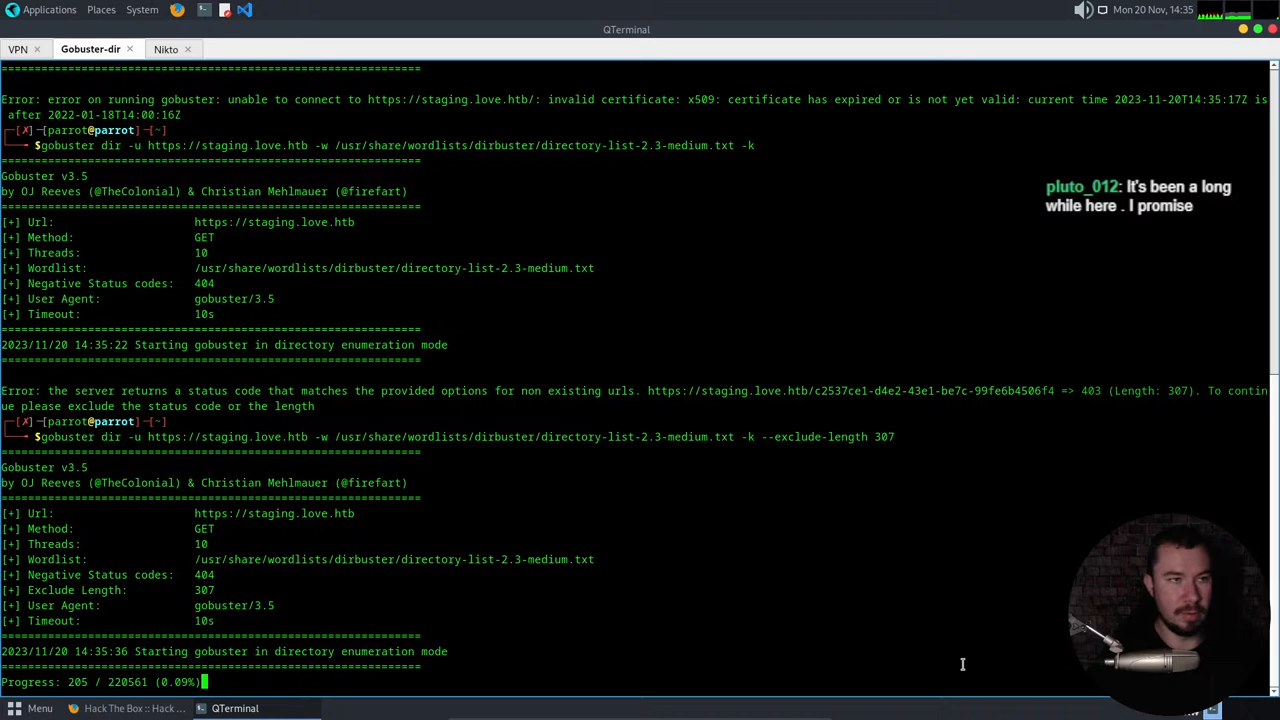 Applications Places System
Mon 20 Nov, 14:35
QTerminal
VPN × Gobuster-dir × Nikto ×
======================================================
Error: error on running gobuster: unable to connect to https://staging.love.htb/: invalid certificate: x509: certificate has expired or is not yet valid: current time 2023-11-20T14:35:17Z is
after 2022-01-18T14:00:16Z
┌─[✗]─[parrot@parrot]─[~]
└──╼ $gobuster dir -u https://staging.love.htb -w /usr/share/wordlists/dirbuster/directory-list-2.3-medium.txt -k
===============================================================
Gobuster v3.5
by OJ Reeves (@TheColonial) & Christian Mehlmauer (@firefart)
===============================================================
[+] Url: https://staging.love.htb
[+] Method: GET
[+] Threads: 10
[+] Wordlist: /usr/share/wordlists/dirbuster/directory-list-2.3-medium.txt
[+] Negative Status codes: 404
[+] User Agent: gobuster/3.5
[+] Timeout: 10s
===============================================================
2023/11/20 14:35:22 Starting gobuster in directory enumeration mode
===============================================================
Error: the server returns a status code that matches the provided options for non existing urls. https://staging.love.htb/c2537ce1-d4e2-43e1-be7c-99fe6b4506f4 => 403 (Length: 307). To contin
ue please exclude the status code or the length
┌─[✗]─[parrot@parrot]─[~]
└──╼ $gobuster dir -u https://staging.love.htb -w /usr/share/wordlists/dirbuster/directory-list-2.3-medium.txt -k --exclude-length 307
===============================================================
Gobuster v3.5
by OJ Reeves (@TheColonial) & Christian Mehlmauer (@firefart)
===============================================================
[+] Url: https://staging.love.htb
[+] Method: GET
[+] Threads: 10
[+] Wordlist: /usr/share/wordlists/dirbuster/directory-list-2.3-medium.txt
[+] Negative Status codes: 404
[+] Exclude Length: 307
[+] User Agent: gobuster/3.5
[+] Timeout: 10s
===============================================================
2023/11/20 14:35:36 Starting gobuster in directory enumeration mode
===============================================================
Progress: 205 / 220561 (0.09%)
pluto_012: It's been a long
while here . I promise
Menu Hack The Box :: Hack ... QTerminal